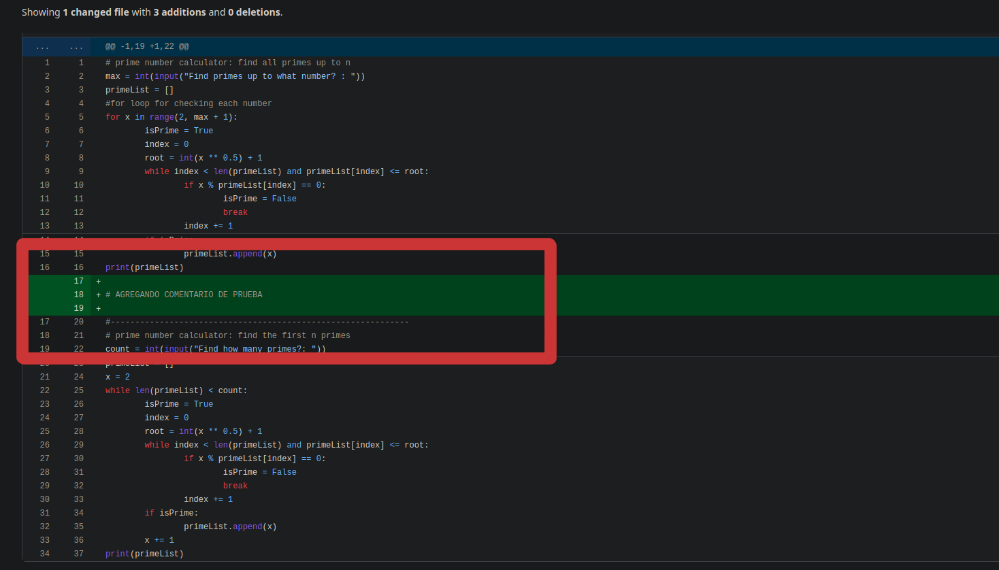 Showing 1 changed file with 3 additions and 0 deletions.
... ... @@ -1,19 +1,22 @@
1 1 # prime number calculator: find all primes up to n
2 2 max = int(input("Find primes up to what number? : "))
3 3 primeList = []
4 4 #for loop for checking each number
5 5 for x in range(2, max + 1):
6 6 isPrime = True
7 7 index = 0
8 8 root = int(x ** 0.5) + 1
9 9 while index < len(primeList) and primeList[index] <= root:
10 10 if x % primeList[index] == 0:
11 11 isPrime = False
12 12 break
13 13 index += 1
15 15 primeList.append(x)
16 16 print(primeList)
17 +
18 + # AGREGANDO COMENTARIO DE PRUEBA
19 +
17 20 #-------------------------------------------------------------
18 21 # prime number calculator: find the first n primes
19 22 count = int(input("Find how many primes?: "))
primeList = []
21 24 x = 2
22 25 while len(primeList) < count:
23 26 isPrime = True
24 27 index = 0
25 28 root = int(x ** 0.5) + 1
26 29 while index < len(primeList) and primeList[index] <= root:
27 30 if x % primeList[index] == 0:
28 31 isPrime = False
29 32 break
30 33 index += 1
31 34 if isPrime:
32 35 primeList.append(x)
33 36 x += 1
34 37 print(primeList)